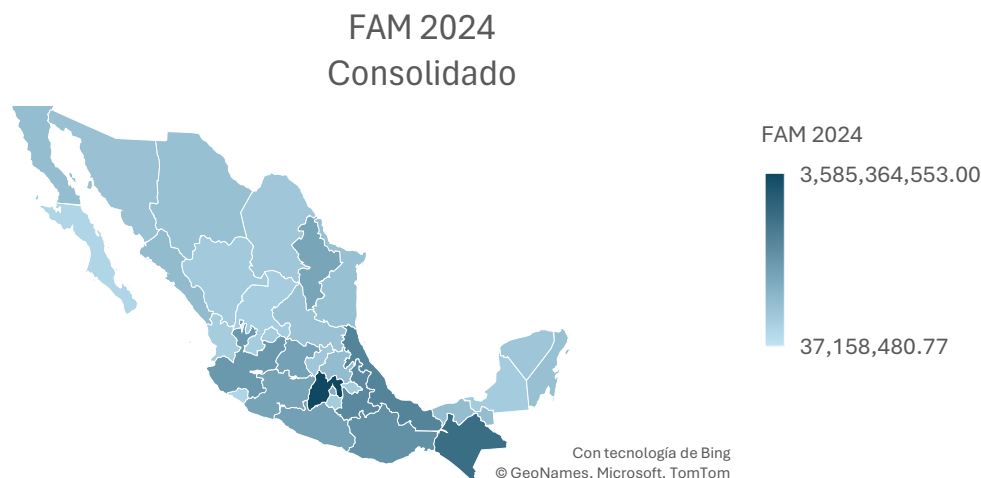 FAM 2024
Consolidado
FAM 2024
3,585,364,553.00
37,158,480.77
Con tecnología de Bing
© GeoNames, Microsoft, TomTom